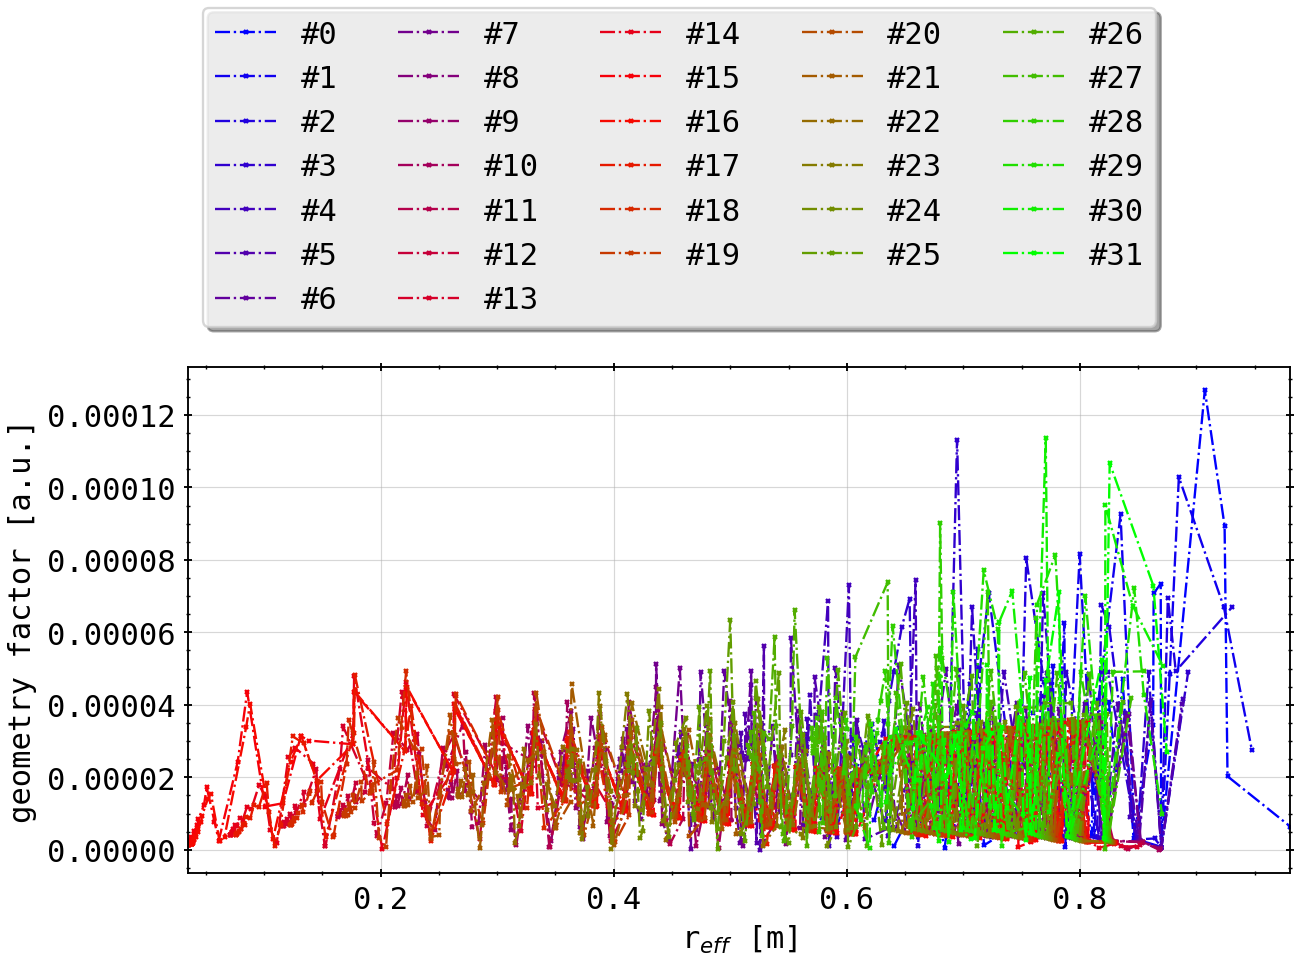 #0 #7 #14 #20 #26
#1 #8 #15 #21 #27
#2 #9 #16 #22 #28
#3 #10 #17 #23 #29
#4 #11 #18 #24 #30
#5 #12 #19 #25 #31
#6 #13
geometry factor [a.u.]
0.00012
0.00010
0.00008
0.00006
0.00004
0.00002
0.00000
0.2 0.4 0.6 0.8
r_eff [m]